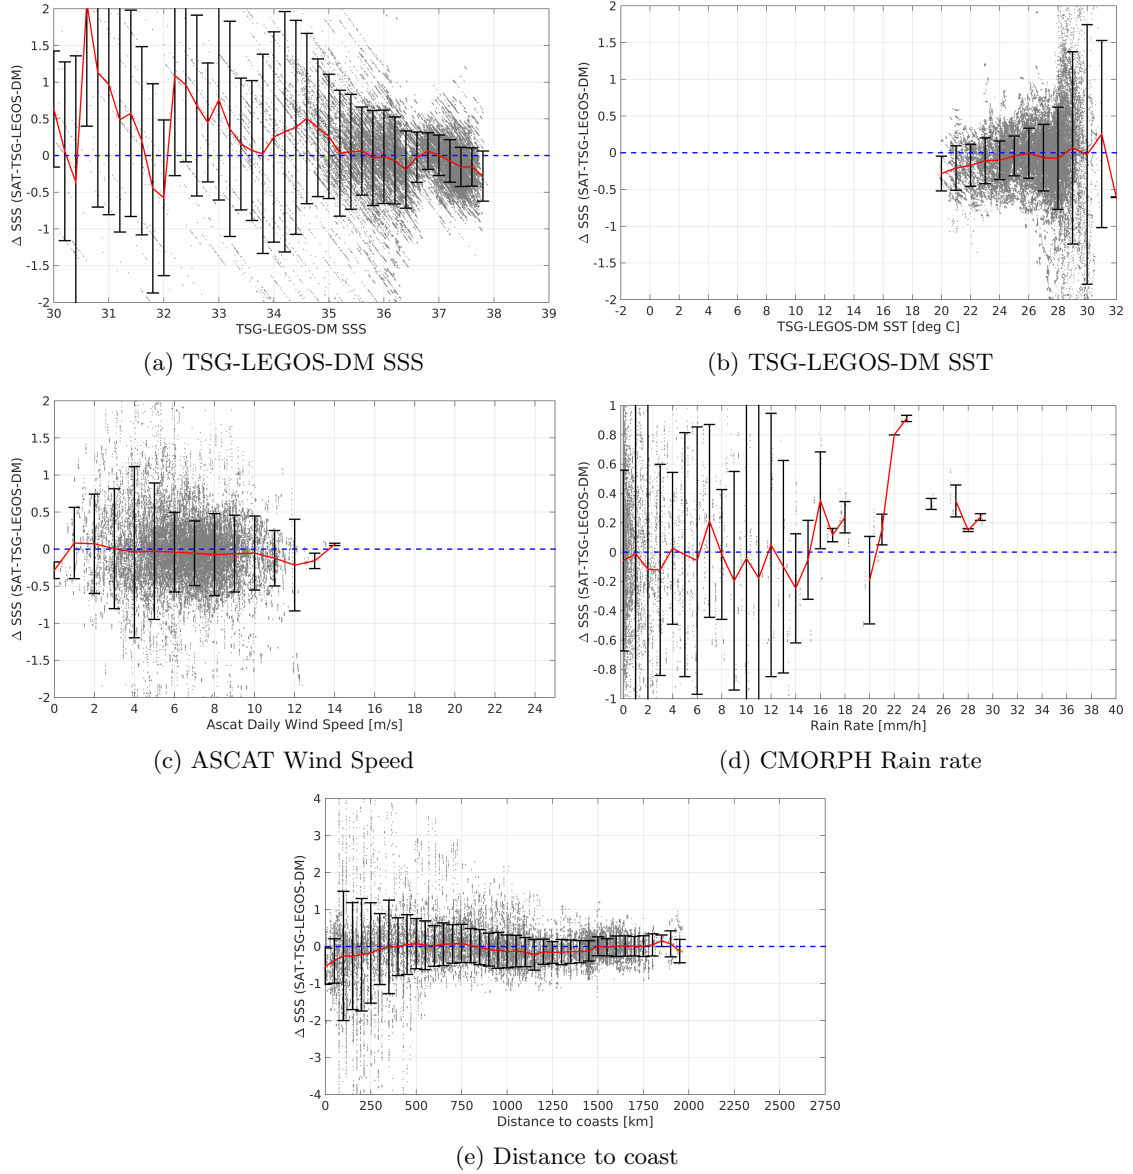 Δ SSS (SAT-TSG-LEGOS-DM)
2
1.5
1
0.5
0
-0.5
-1
-1.5
-2
30 31 32 33 34 35 36 37 38 39
TSG-LEGOS-DM SSS
(a) TSG-LEGOS-DM SSS
Δ SSS (SAT-TSG-LEGOS-DM)
2
1.5
1
0.5
0
-0.5
-1
-1.5
-2
-2 0 2 4 6 8 10 12 14 16 18 20 22 24 26 28 30 32
TSG-LEGOS-DM SST [deg C]
(b) TSG-LEGOS-DM SST
Δ SSS (SAT-TSG-LEGOS-DM)
2
1.5
1
0.5
0
-0.5
-1
-1.5
-2
0 2 4 6 8 10 12 14 16 18 20 22 24
Ascat Daily Wind Speed [m/s]
(c) ASCAT Wind Speed
Δ SSS (SAT-TSG-LEGOS-DM)
1
0.8
0.6
0.4
0.2
0
-0.2
-0.4
-0.6
-0.8
-1
0 2 4 6 8 10 12 14 16 18 20 22 24 26 28 30 32 34 36 38 40
Rain Rate [mm/h]
(d) CMORPH Rain rate
Δ SSS (SAT-TSG-LEGOS-DM)
4
3
2
1
0
-1
-2
-3
-4
0 250 500 750 1000 1250 1500 1750 2000 2250 2500 2750
Distance to coasts [km]
(e) Distance to coast